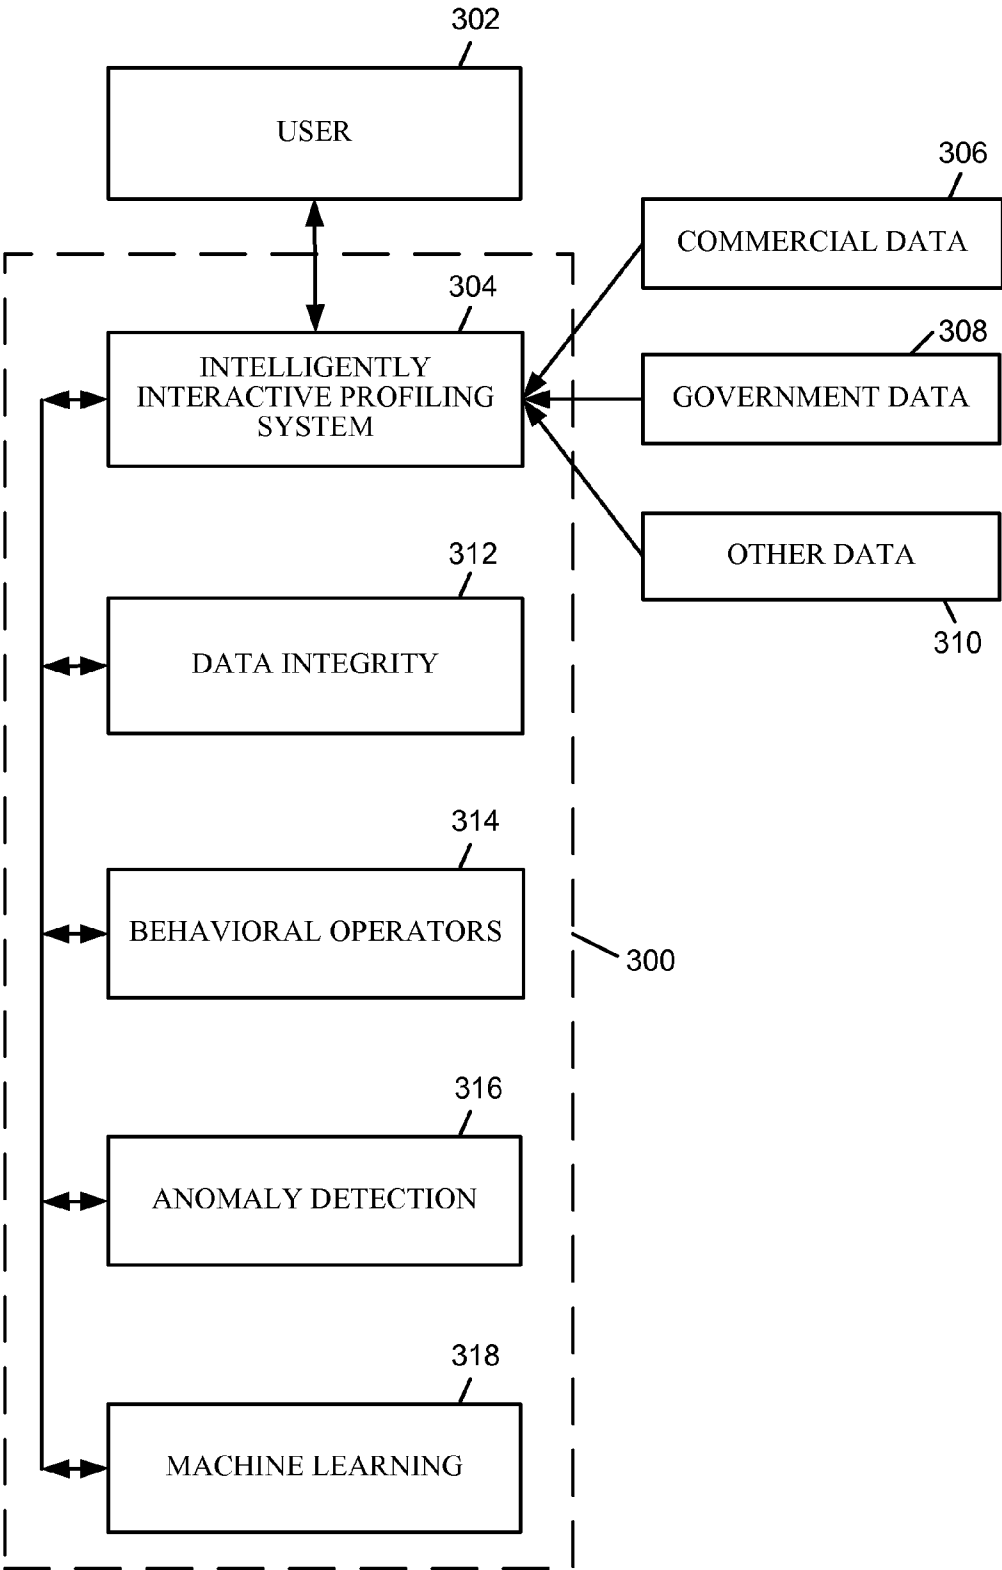 302
USER
306
COMMERCIAL DATA
304
INTELLIGENTLY
INTERACTIVE PROFILING
SYSTEM
308
GOVERNMENT DATA
312
DATA INTEGRITY
OTHER DATA
310
314
BEHAVIORAL OPERATORS
300
316
ANOMALY DETECTION
318
MACHINE LEARNING